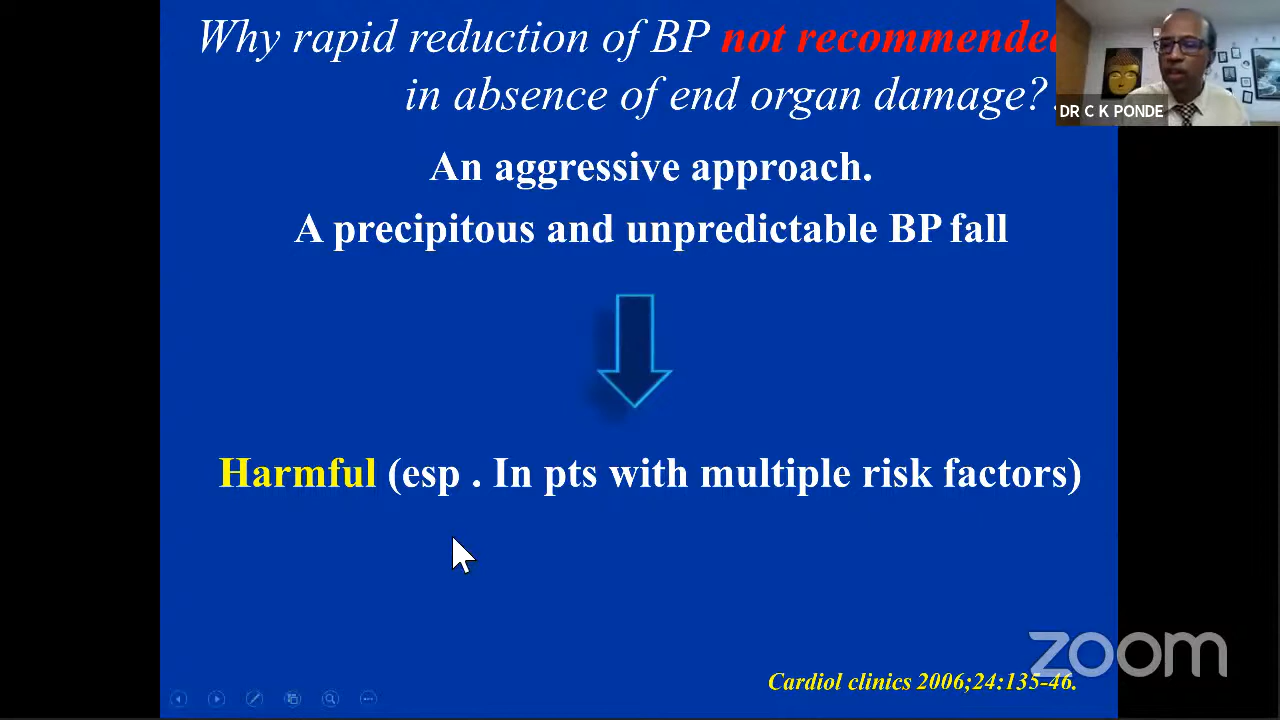 Why rapid reduction of BP not recommended
in absence of end organ damage?
DR C K PONDE
An aggressive approach.
A precipitous and unpredictable BP fall
Harmful (esp . In pts with multiple risk factors)
zoom
Cardiol clinics 2006;24:135-46.